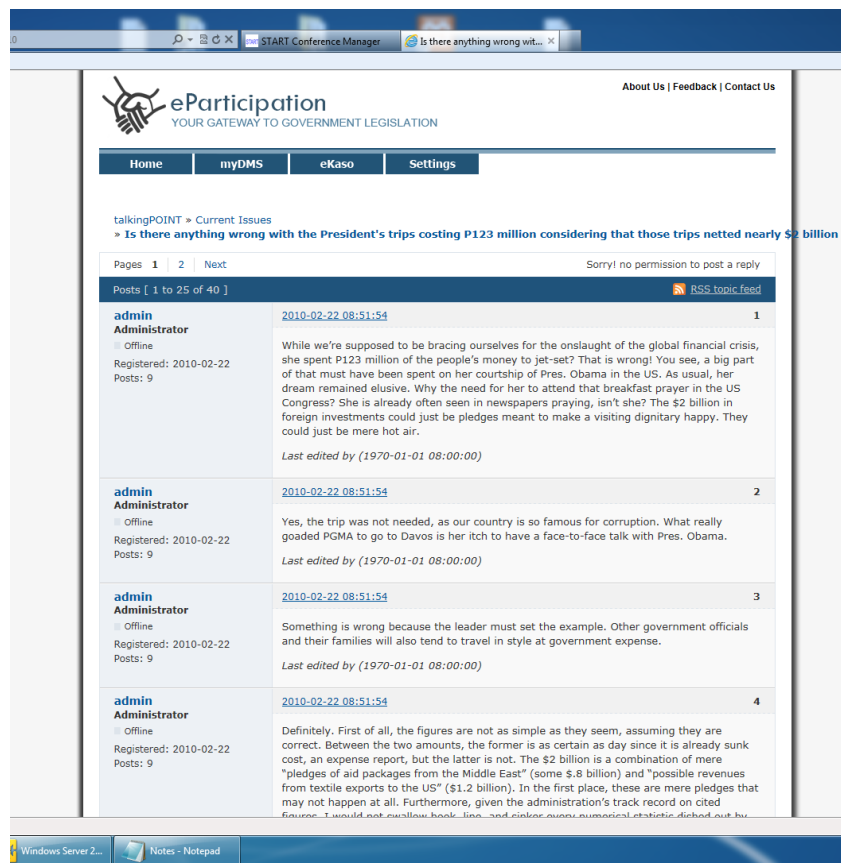 .0
START Conference Manager
Is there anything wrong wit...
About Us | Feedback | Contact Us
eParticipation
YOUR GATEWAY TO GOVERNMENT LEGISLATION
Home myDMS eKaso Settings
talkingPOINT » Current Issues
» Is there anything wrong with the President's trips costing P123 million considering that those trips netted nearly $2 billion
Pages 1 2 Next Sorry! no permission to post a reply
Posts [ 1 to 25 of 40 ] RSS topic feed
admin
Administrator
Offline
Registered: 2010-02-22
Posts: 9
2010-02-22 08:51:54 1
While we’re supposed to be bracing ourselves for the onslaught of the global financial crisis,
she spent P123 million of the people’s money to jet-set? That is wrong! You see, a big part
of that must have been spent on her courtship of Pres. Obama in the US. As usual, her
dream remained elusive. Why the need for her to attend that breakfast prayer in the US
Congress? She is already often seen in newspapers praying, isn’t she? The $2 billion in
foreign investments could just be pledges meant to make a visiting dignitary happy. They
could just be mere hot air.
Last edited by (1970-01-01 08:00:00)
admin
Administrator
Offline
Registered: 2010-02-22
Posts: 9
2010-02-22 08:51:54 2
Yes, the trip was not needed, as our country is so famous for corruption. What really
goaded PGMA to go to Davos is her itch to have a face-to-face talk with Pres. Obama.
Last edited by (1970-01-01 08:00:00)
admin
Administrator
Offline
Registered: 2010-02-22
Posts: 9
2010-02-22 08:51:54 3
Something is wrong because the leader must set the example. Other government officials
and their families will also tend to travel in style at government expense.
Last edited by (1970-01-01 08:00:00)
admin
Administrator
Offline
Registered: 2010-02-22
Posts: 9
2010-02-22 08:51:54 4
Definitely. First of all, the figures are not as simple as they seem, assuming they are
correct. Between the two amounts, the former is as certain as day since it is already sunk
cost, an expense report, but the latter is not. The $2 billion is a combination of mere
“pledges of aid packages from the Middle East” (some $.8 billion) and “possible revenues
from textile exports to the US” ($1.2 billion). In the first place, these are mere pledges that
may not happen at all. Furthermore, given the administration’s track record on cited
figures, I would not swallow hook, line, and sinker every numerical statistic dished out by
Windows Server 2...
Notes - Notepad